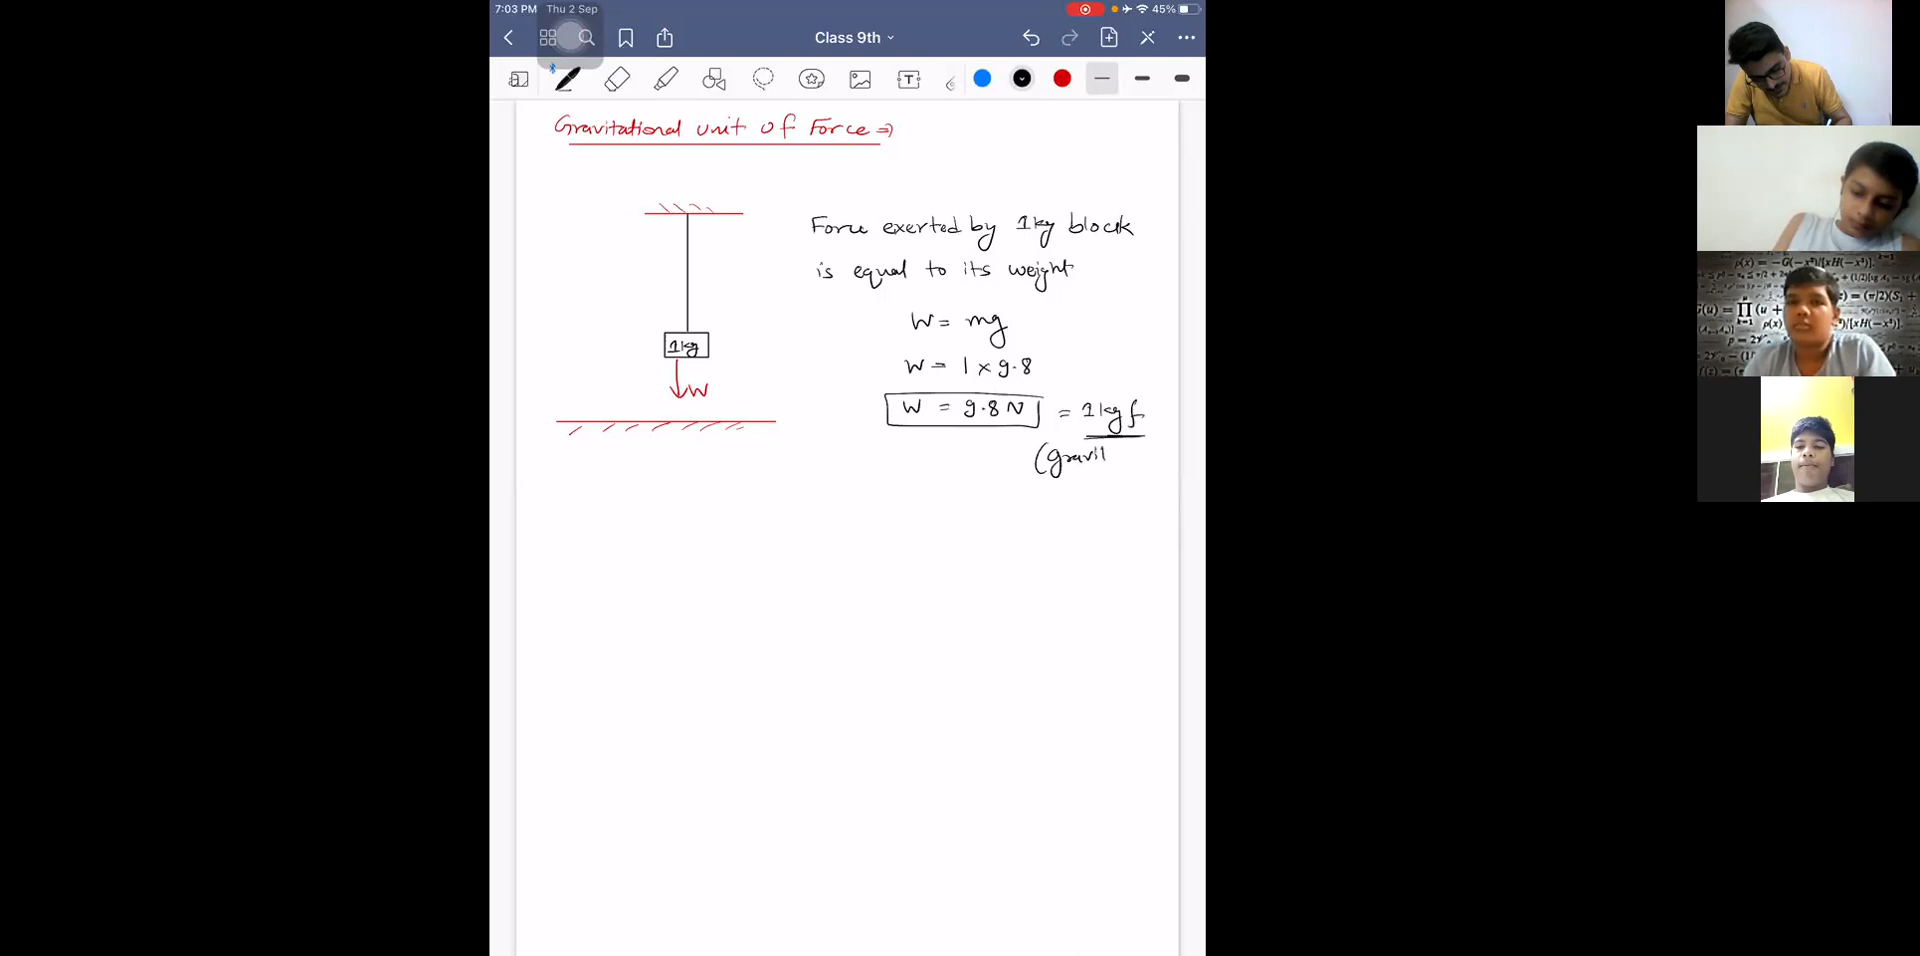 7:03 PM Thu 2 Sep
45%
Class 9th
Gravitational unit of Force ⇒
Force exerted by 1kg block
is equal to its weight
W = mg
W = 1 × 9.8
W = 9.8 N = 1kgf
(gravit
1kg
W